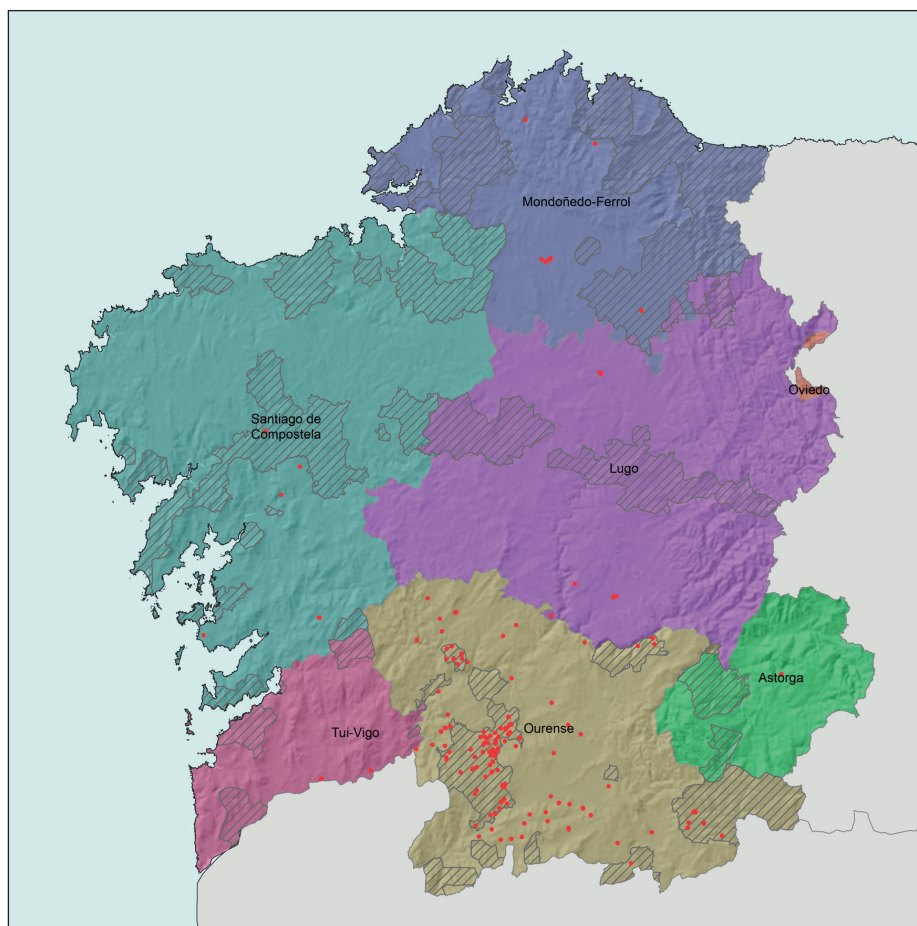 Mondoñedo-Ferrol
Oviedo
Santiago de
Compostela
Lugo
Astorga
Tui-Vigo
Ourense